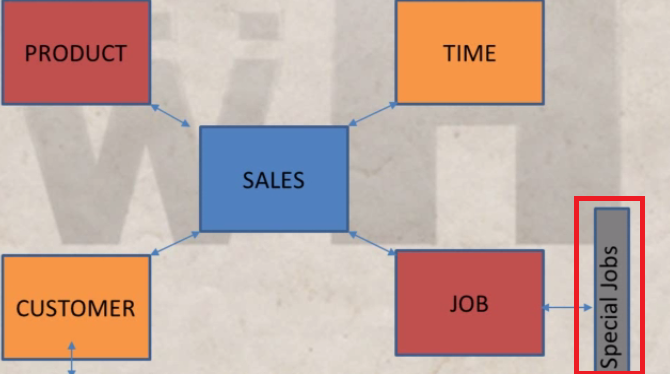 PRODUCT
TIME
SALES
CUSTOMER
JOB
Special Jobs